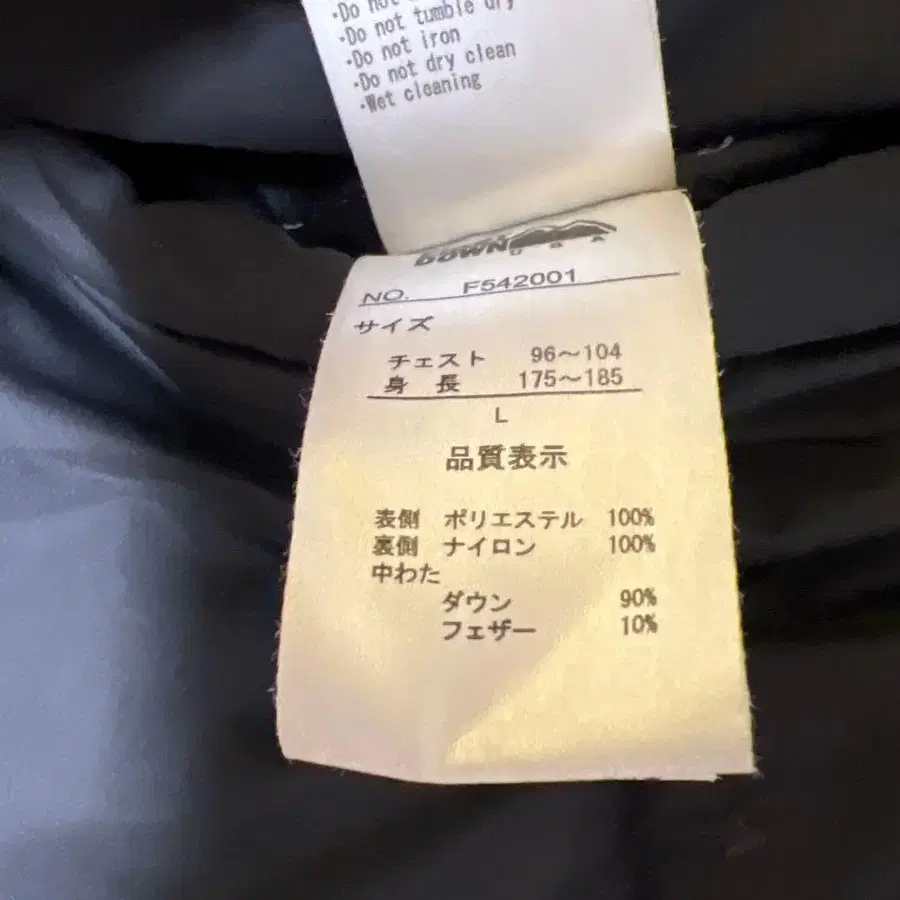 ·Do not
·Do not tumble dry
·Do not iron
·Do not dry clean
·Wet cleaning
DOWN USA
NO. F542001
サイズ
チェスト 96～104
身長 175～185
L
品質表示
表側 ポリエステル 100%
裏側 ナイロン 100%
中わた
ダウン 90%
フェザー 10%